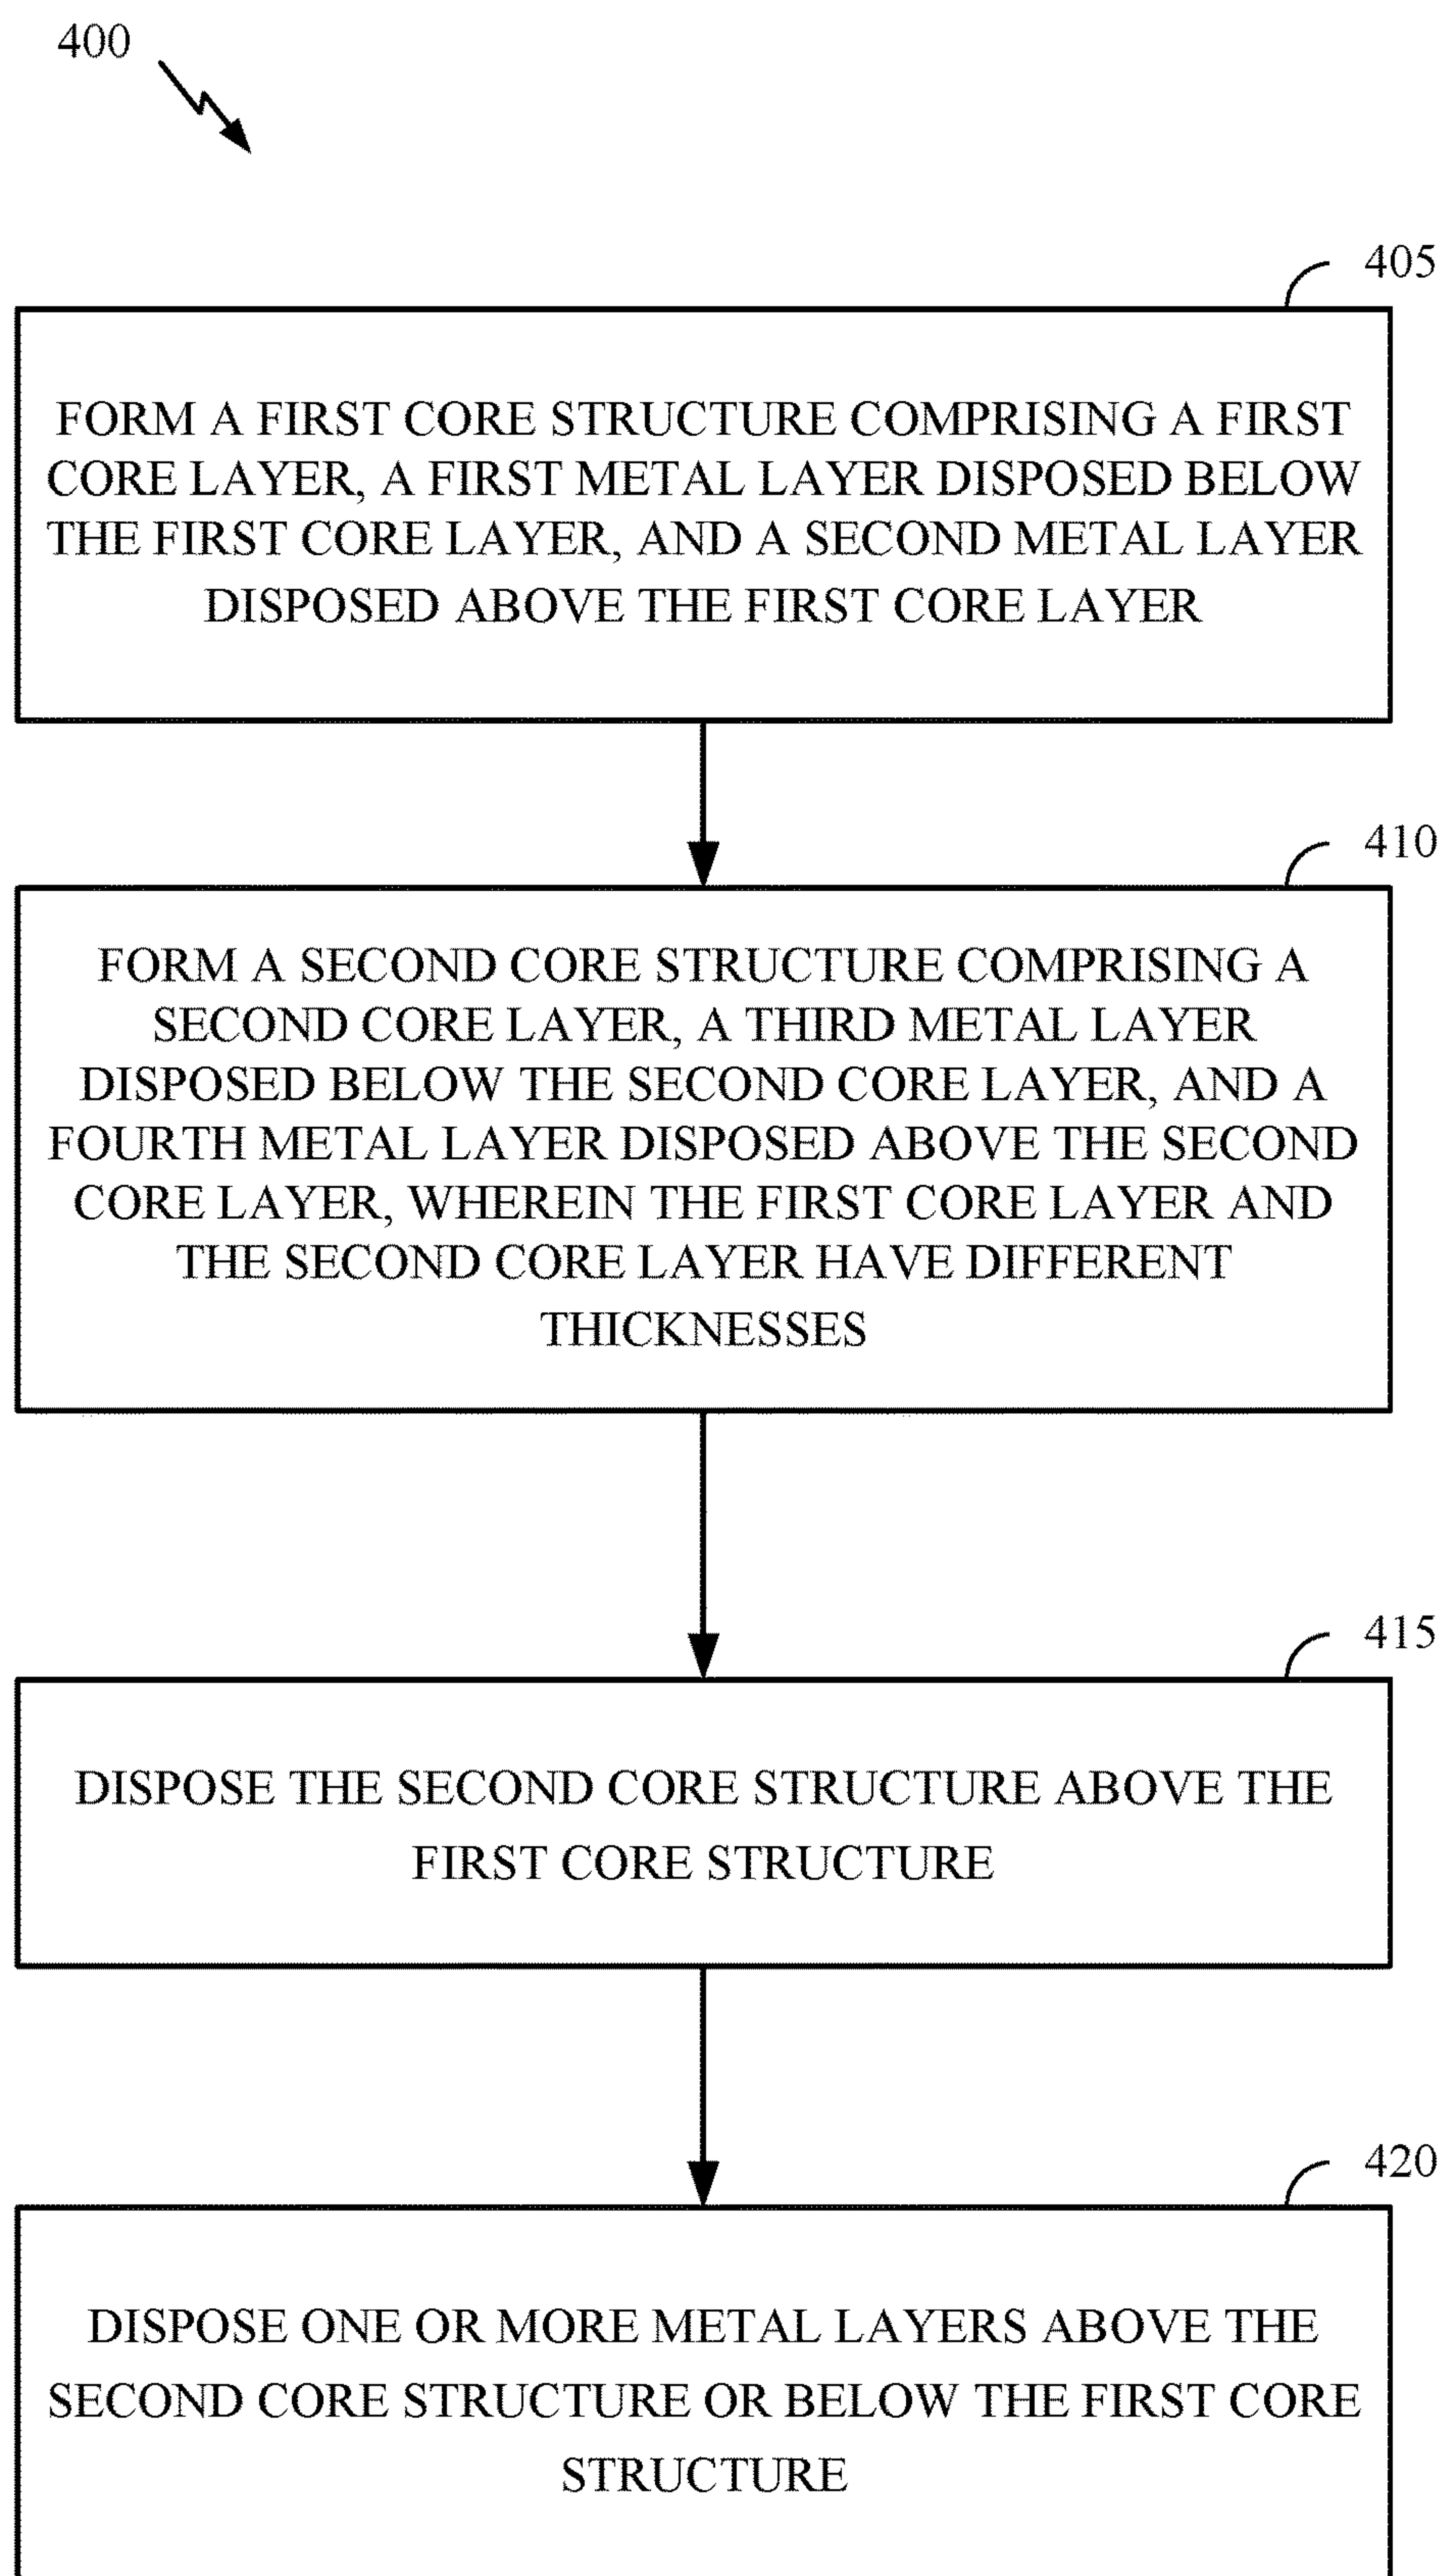 400
405
FORM A FIRST CORE STRUCTURE COMPRISING A FIRST
CORE LAYER, A FIRST METAL LAYER DISPOSED BELOW
THE FIRST CORE LAYER, AND A SECOND METAL LAYER
DISPOSED ABOVE THE FIRST CORE LAYER
410
FORM A SECOND CORE STRUCTURE COMPRISING A
SECOND CORE LAYER, A THIRD METAL LAYER
DISPOSED BELOW THE SECOND CORE LAYER, AND A
FOURTH METAL LAYER DISPOSED ABOVE THE SECOND
CORE LAYER, WHEREIN THE FIRST CORE LAYER AND
THE SECOND CORE LAYER HAVE DIFFERENT
THICKNESSES
415
DISPOSE THE SECOND CORE STRUCTURE ABOVE THE
FIRST CORE STRUCTURE
420
DISPOSE ONE OR MORE METAL LAYERS ABOVE THE
SECOND CORE STRUCTURE OR BELOW THE FIRST CORE
STRUCTURE